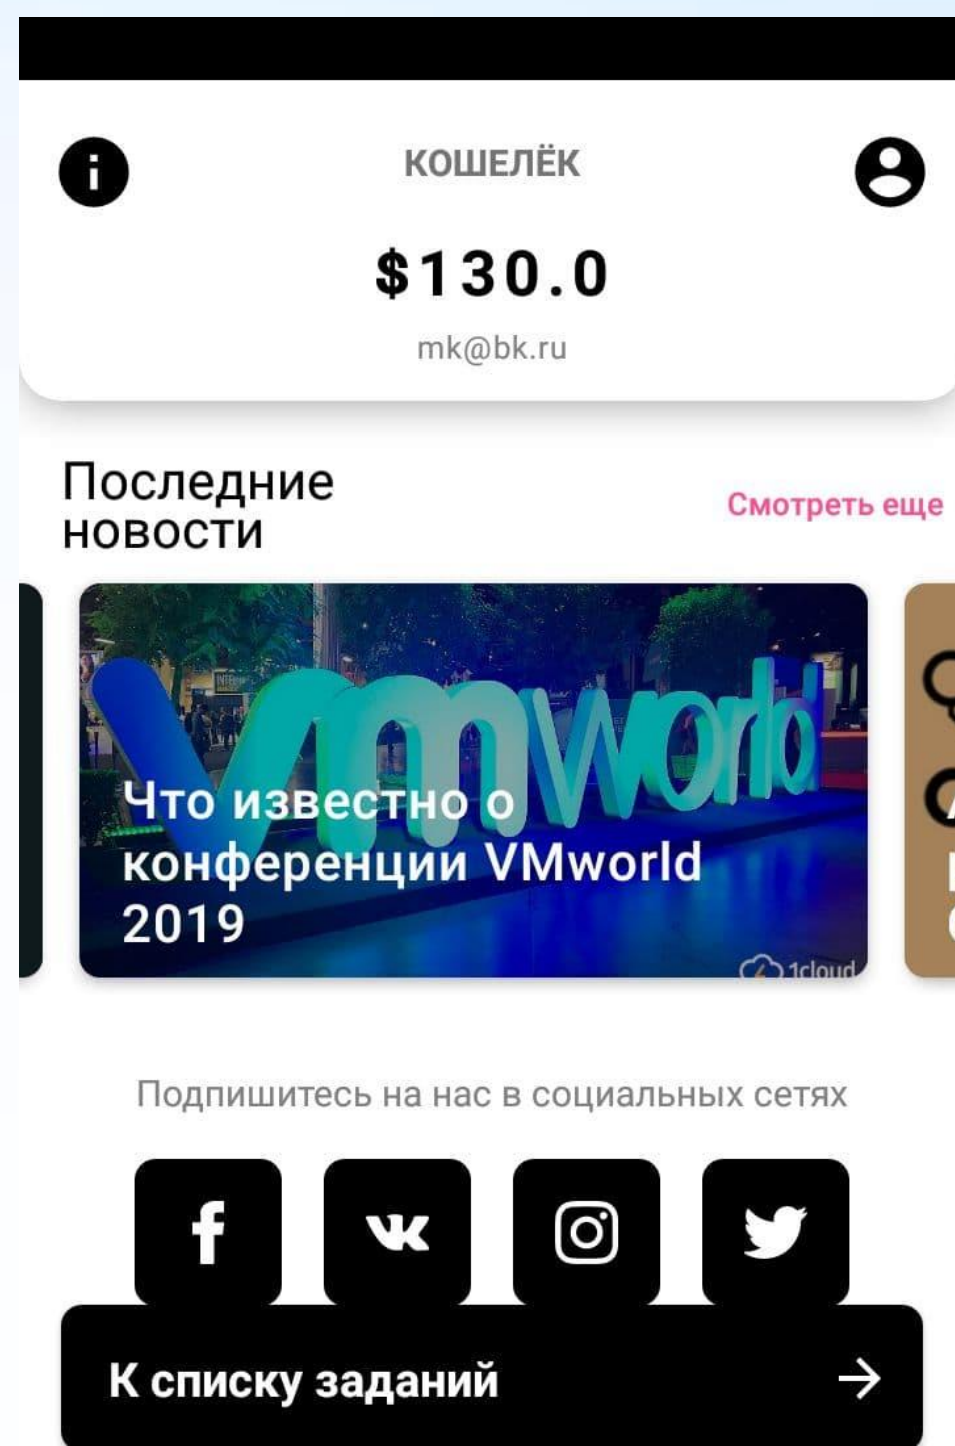 КОШЕЛЁК
$130.0
mk@bk.ru
Последние
новости
Смотреть еще
vmworld
Что известно о
конференции VMworld
2019
1cloud
Подпишитесь на нас в социальных сетях
К списку заданий